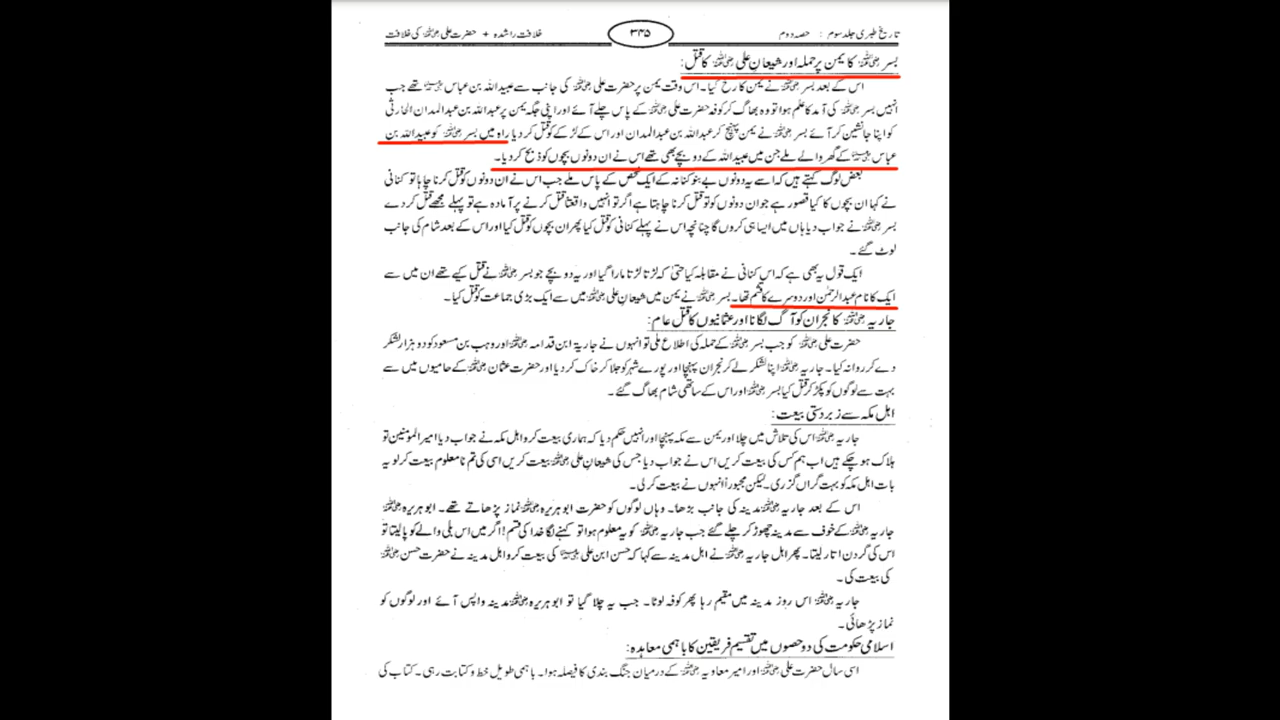 تاریخ طبری جلد سوم : حصہ دوم ۳۴۵ خلافت راشدہ + حضرت علی رضی اللہ عنہ کی خلافت
بسر رضی اللہ عنہ کا یمن پر حملہ اور شیعان علی رضی اللہ عنہ کا قتل:
اس کے بعد بسر رضی اللہ عنہ نے یمن کا رخ کیا۔ اس وقت یمن پر حضرت علی رضی اللہ عنہ کی جانب سے عبیداللہ بن عباس رضی اللہ عنہما تھے جب
انہیں بسر رضی اللہ عنہ کی آمد کا علم ہوا تو وہ بھاگ کر کوفہ حضرت علی رضی اللہ عنہ کے پاس چلے آئے اور اپنی جگہ یمن پر عبداللہ بن عبدالمدان الحارثی
کو اپنا جانشین کر آئے بسر رضی اللہ عنہ نے یمن پہنچ کر عبداللہ بن عبدالمدان اور اس کے لڑکے کو قتل کر دیا راہ میں بسر رضی اللہ عنہ کو عبیداللہ بن
عباس رضی اللہ عنہما کے گھر والے ملے جن میں عبیداللہ کے دو بچے بھی تھے اس نے ان دونوں بچوں کو ذبح کر دیا۔
بعض لوگ کہتے ہیں کہ اسے یہ دونوں بچے بنو کنانہ کے ایک شخص کے پاس ملے جب اس نے ان دونوں کو قتل کرنا چاہا تو کنانی
نے کہا ان بچوں کا کیا قصور ہے جو ان دونوں کو تو قتل کرنا چاہتا ہے اگر تو انہیں واقعتاً قتل کرنے پر آمادہ ہے تو پہلے مجھے قتل کر دے
بسر رضی اللہ عنہ نے جواب دیا ہاں میں ایسا ہی کروں گا چنانچہ اس نے پہلے کنانی کو قتل کیا پھر ان بچوں کو قتل کیا اور اس کے بعد شام کی جانب
لوٹ گئے۔
ایک قول یہ بھی ہے کہ اس کنانی نے مقابلہ کیا حتیٰ کہ لڑتا لڑتا مارا گیا اور یہ دو بچے جو بسر رضی اللہ عنہ نے قتل کیے تھے ان میں سے
ایک کا نام عبدالرحمٰن اور دوسرے کا قثم تھا۔ بسر رضی اللہ عنہ نے یمن میں شیعان علی رضی اللہ عنہ میں سے ایک بڑی جماعت کو قتل کیا۔
جاریہ رضی اللہ عنہ کا نجران کو آگ لگانا اور عثمانیوں کا قتل عام:
حضرت علی رضی اللہ عنہ کو جب بسر رضی اللہ عنہ کے حملہ کی اطلاع ملی تو انہوں نے جاریۃ ابن قدامہ رضی اللہ عنہ اور وہب بن مسعود کو دو ہزار لشکر
دے کر روانہ کیا۔ جاریہ رضی اللہ عنہ اپنا لشکر لے کر نجران پہنچا اور پورے شہر کو جلا کر خاک کر دیا اور حضرت عثمان رضی اللہ عنہ کے حامیوں میں سے
بہت سے لوگوں کو پکڑ کر قتل کیا بسر رضی اللہ عنہ اور اس کے ساتھی شام بھاگ گئے۔
اہل مکہ سے زبردستی بیعت:
جاریہ رضی اللہ عنہ اس کی تلاش میں چلا اور یمن سے مکہ پہنچا اور انہیں حکم دیا کہ ہماری بیعت کرو اہل مکہ نے جواب دیا امیر المومنین تو
ہلاک ہو چکے ہیں اب ہم کس کی بیعت کریں اس نے جواب دیا جس کی شیعان علی رضی اللہ عنہ بیعت کریں اسی کی تم نامعلوم بیعت کر لو یہ
بات اہل مکہ کو بہت گراں گزری۔ لیکن مجبوراً انہوں نے بیعت کر لی۔
اس کے بعد جاریہ رضی اللہ عنہ مدینہ کی جانب بڑھا۔ وہاں لوگوں کو حضرت ابو ہریرہ رضی اللہ عنہ نماز پڑھاتے تھے۔ ابو ہریرہ رضی اللہ عنہ
جاریہ رضی اللہ عنہ کے خوف سے مدینہ چھوڑ کر چلے گئے جب جاریہ رضی اللہ عنہ کو یہ معلوم ہوا تو کہنے لگا خدا کی قسم! اگر میں اس بلی والے کو پا لیتا تو
اس کی گردن اتار لیتا۔ پھر اہل جاریہ رضی اللہ عنہ نے اہل مدینہ سے کہا کہ حسن ابن علی رضی اللہ عنہما کی بیعت کرو اہل مدینہ نے حضرت حسن رضی اللہ عنہ
کی بیعت کی۔
جاریہ رضی اللہ عنہ اس روز مدینہ میں مقیم رہا پھر کوفہ لوٹا۔ جب یہ چلا گیا تو ابو ہریرہ رضی اللہ عنہ مدینہ واپس آئے اور لوگوں کو
نماز پڑھائی۔
اسلامی حکومت کی دو حصوں میں تقسیم فریقین کا باہمی معاہدہ:
اسی سال حضرت علی رضی اللہ عنہ اور امیر معاویہ رضی اللہ عنہ کے درمیان جنگ بندی کا فیصلہ ہوا۔ باہمی طویل خط و کتابت رہی۔ کتاب کی